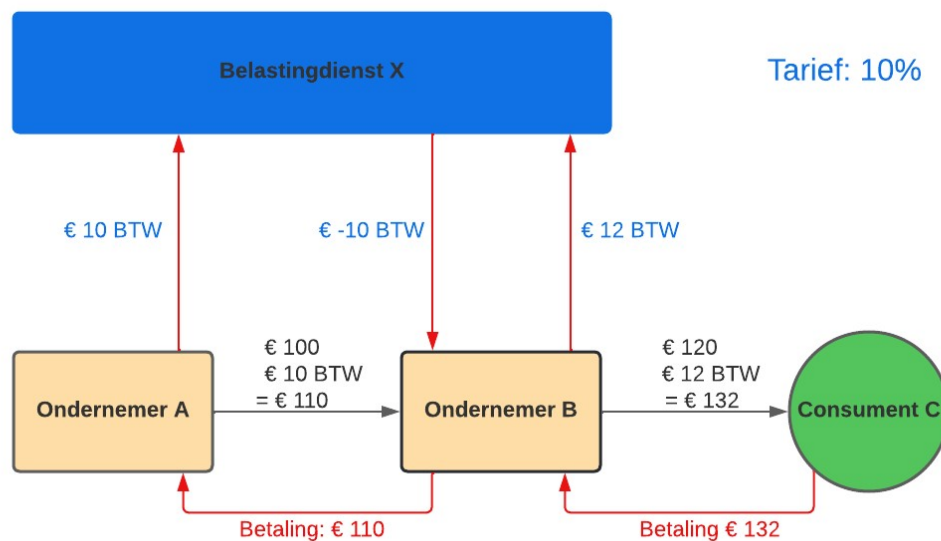 Belastingdienst X
Tarief: 10%
€ 10 BTW
€ -10 BTW
€ 12 BTW
Ondernemer A
€ 100
€ 10 BTW
= € 110
Ondernemer B
€ 120
€ 12 BTW
= € 132
Consument C
Betaling: € 110
Betaling € 132